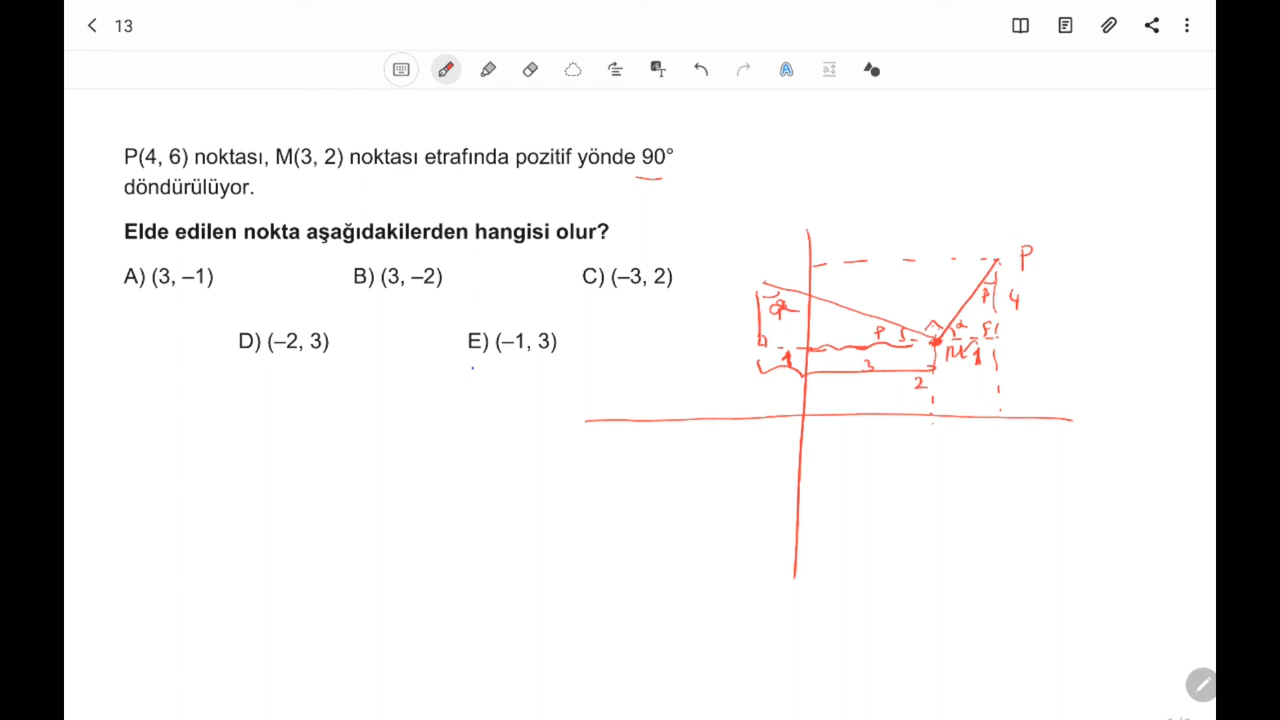 13
P(4, 6) noktası, M(3, 2) noktası etrafında pozitif yönde 90°
döndürülüyor.
Elde edilen nokta aşağıdakilerden hangisi olur?
A) (3, –1) B) (3, –2) C) (–3, 2)
D) (–2, 3) E) (–1, 3)
P
4
α
M 1
1 3
2